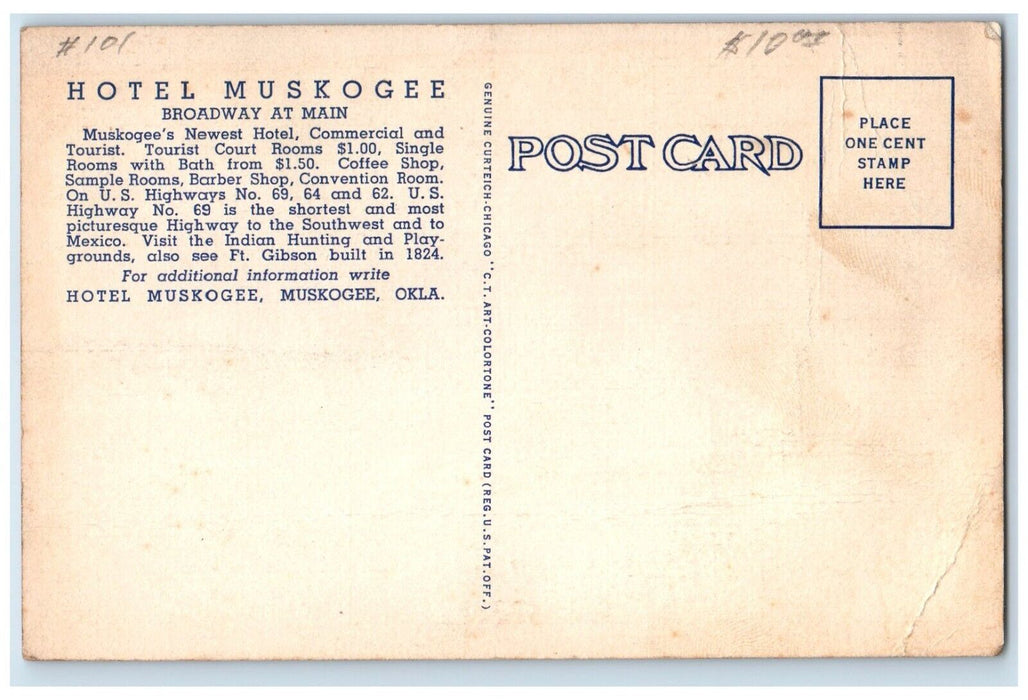 #101
$10.00
HOTEL MUSKOGEE
BROADWAY AT MAIN
Muskogee's Newest Hotel, Commercial and
Tourist. Tourist Court Rooms $1.00, Single
Rooms with Bath from $1.50. Coffee Shop,
Sample Rooms, Barber Shop, Convention Room.
On U.S. Highways No. 69, 64 and 62. U.S.
Highway No. 69 is the shortest and most
picturesque Highway to the Southwest and to
Mexico. Visit the Indian Hunting and Play-
grounds, also see Ft. Gibson built in 1824.
For additional information write
HOTEL MUSKOGEE, MUSKOGEE, OKLA.
GENUINE CURTEICH-CHICAGO "C.T. ART-COLORTONE" POST CARD (REG.U.S.PAT.OFF.)
POST CARD
PLACE
ONE CENT
STAMP
HERE